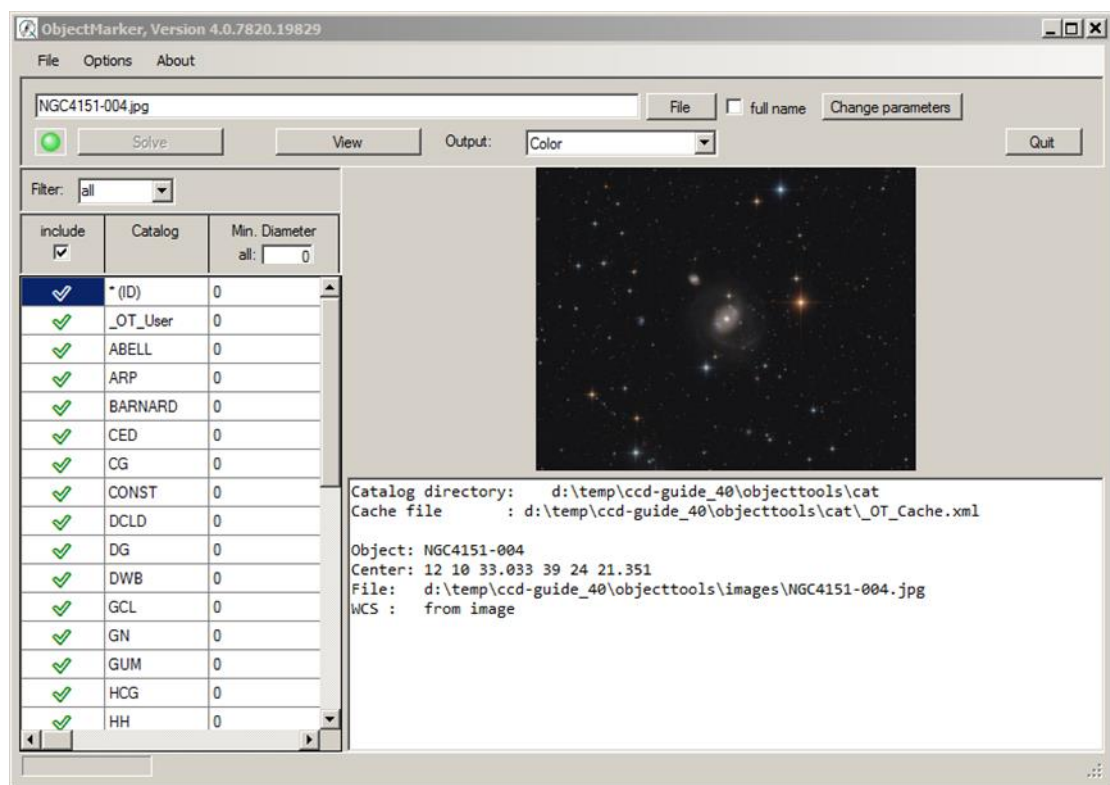 ObjectMarker, Version 4.0.7820.19829
File Options About
NGC4151-004.jpg File full name Change parameters
Solve View Output: Color Quit
Filter: all
include Catalog Min. Diameter
all: 0
* (ID) 0
_OT_User 0
ABELL 0
ARP 0
BARNARD 0
CED 0
CG 0
CONST 0
DCLD 0
DG 0
DWB 0
GCL 0
GN 0
GUM 0
HCG 0
HH 0
Catalog directory: d:\temp\ccd-guide_40\objecttools\cat
Cache file : d:\temp\ccd-guide_40\objecttools\cat\_OT_Cache.xml
Object: NGC4151-004
Center: 12 10 33.033 39 24 21.351
File: d:\temp\ccd-guide_40\objecttools\images\NGC4151-004.jpg
WCS : from image